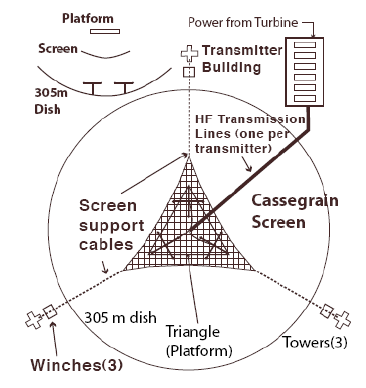 Platform
Screen
305m
Dish
Power from Turbine
Transmitter
Building
HF Transmission
Lines (one per
transmitter)
Cassegrain
Screen
Screen
support
cables
305 m dish
Triangle
(Platform)
Towers(3)
Winches(3)